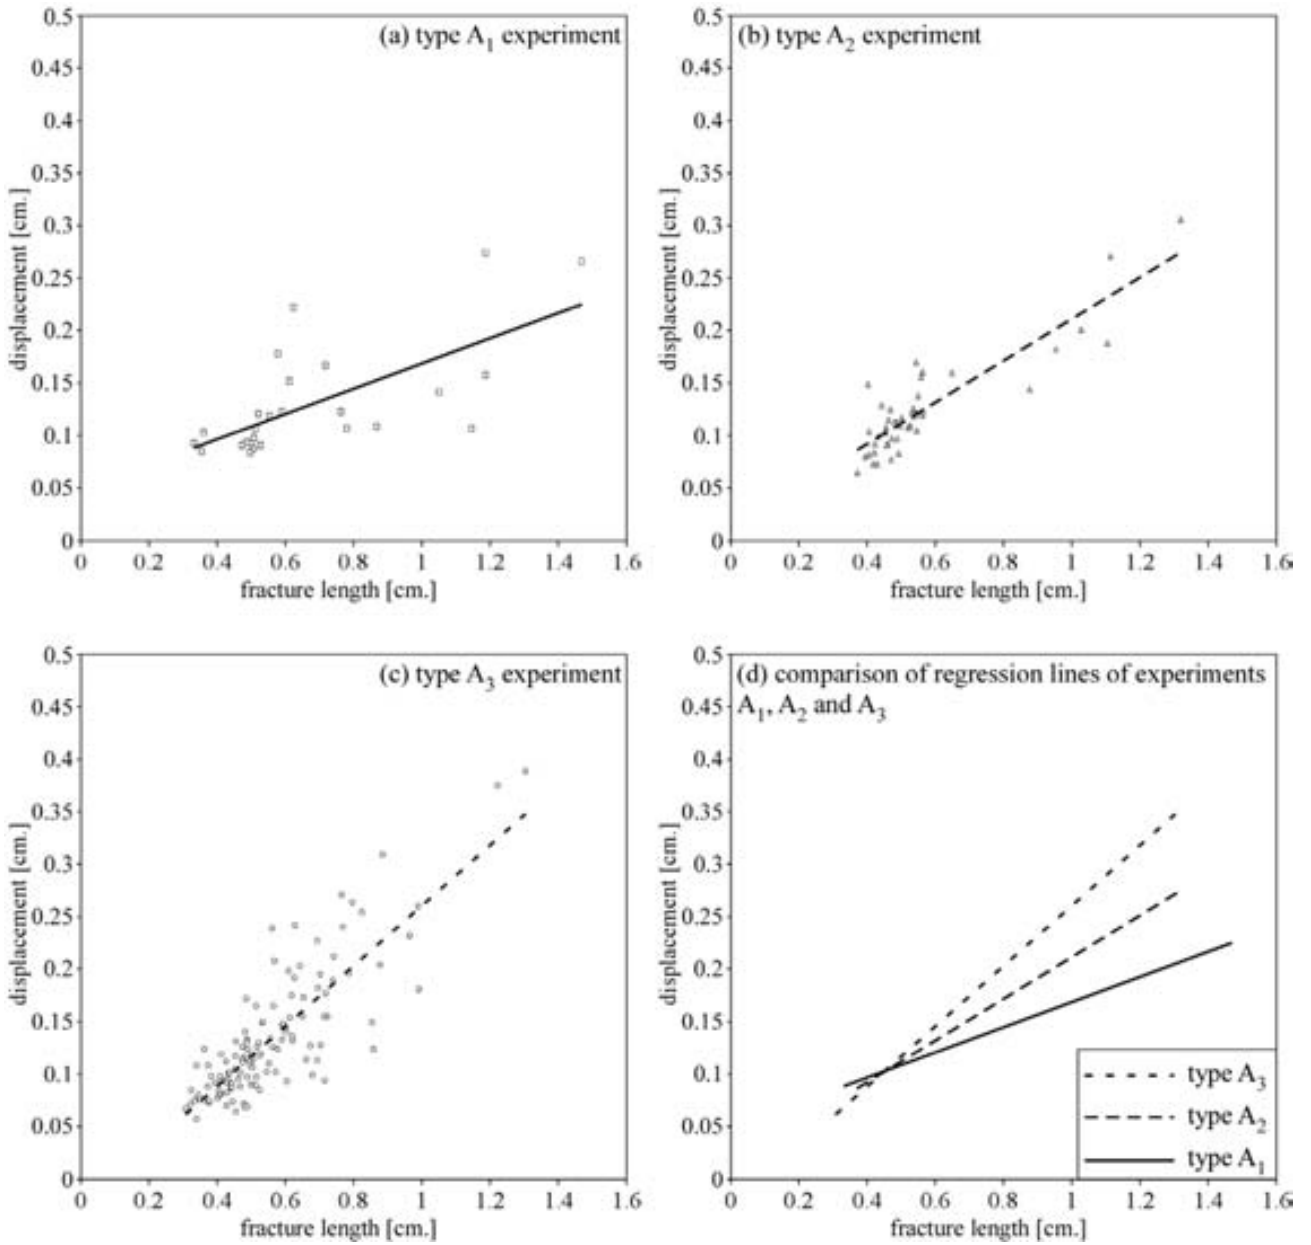 (a) type A1 experiment
0.5
0.45
0.4
0.35
0.3
0.25
0.2
0.15
0.1
0.05
0
displacement [cm.]
0 0.2 0.4 0.6 0.8 1 1.2 1.4 1.6
fracture length [cm.]
(b) type A2 experiment
0.5
0.45
0.4
0.35
0.3
0.25
0.2
0.15
0.1
0.05
0
displacement [cm.]
0 0.2 0.4 0.6 0.8 1 1.2 1.4 1.6
fracture length [cm.]
(c) type A3 experiment
0.5
0.45
0.4
0.35
0.3
0.25
0.2
0.15
0.1
0.05
0
displacement [cm.]
0 0.2 0.4 0.6 0.8 1 1.2 1.4 1.6
fracture length [cm.]
(d) comparison of regression lines of experiments
A1, A2 and A3
0.5
0.45
0.4
0.35
0.3
0.25
0.2
0.15
0.1
0.05
0
displacement [cm.]
type A3
type A2
type A1
0 0.2 0.4 0.6 0.8 1 1.2 1.4 1.6
fracture length [cm.]